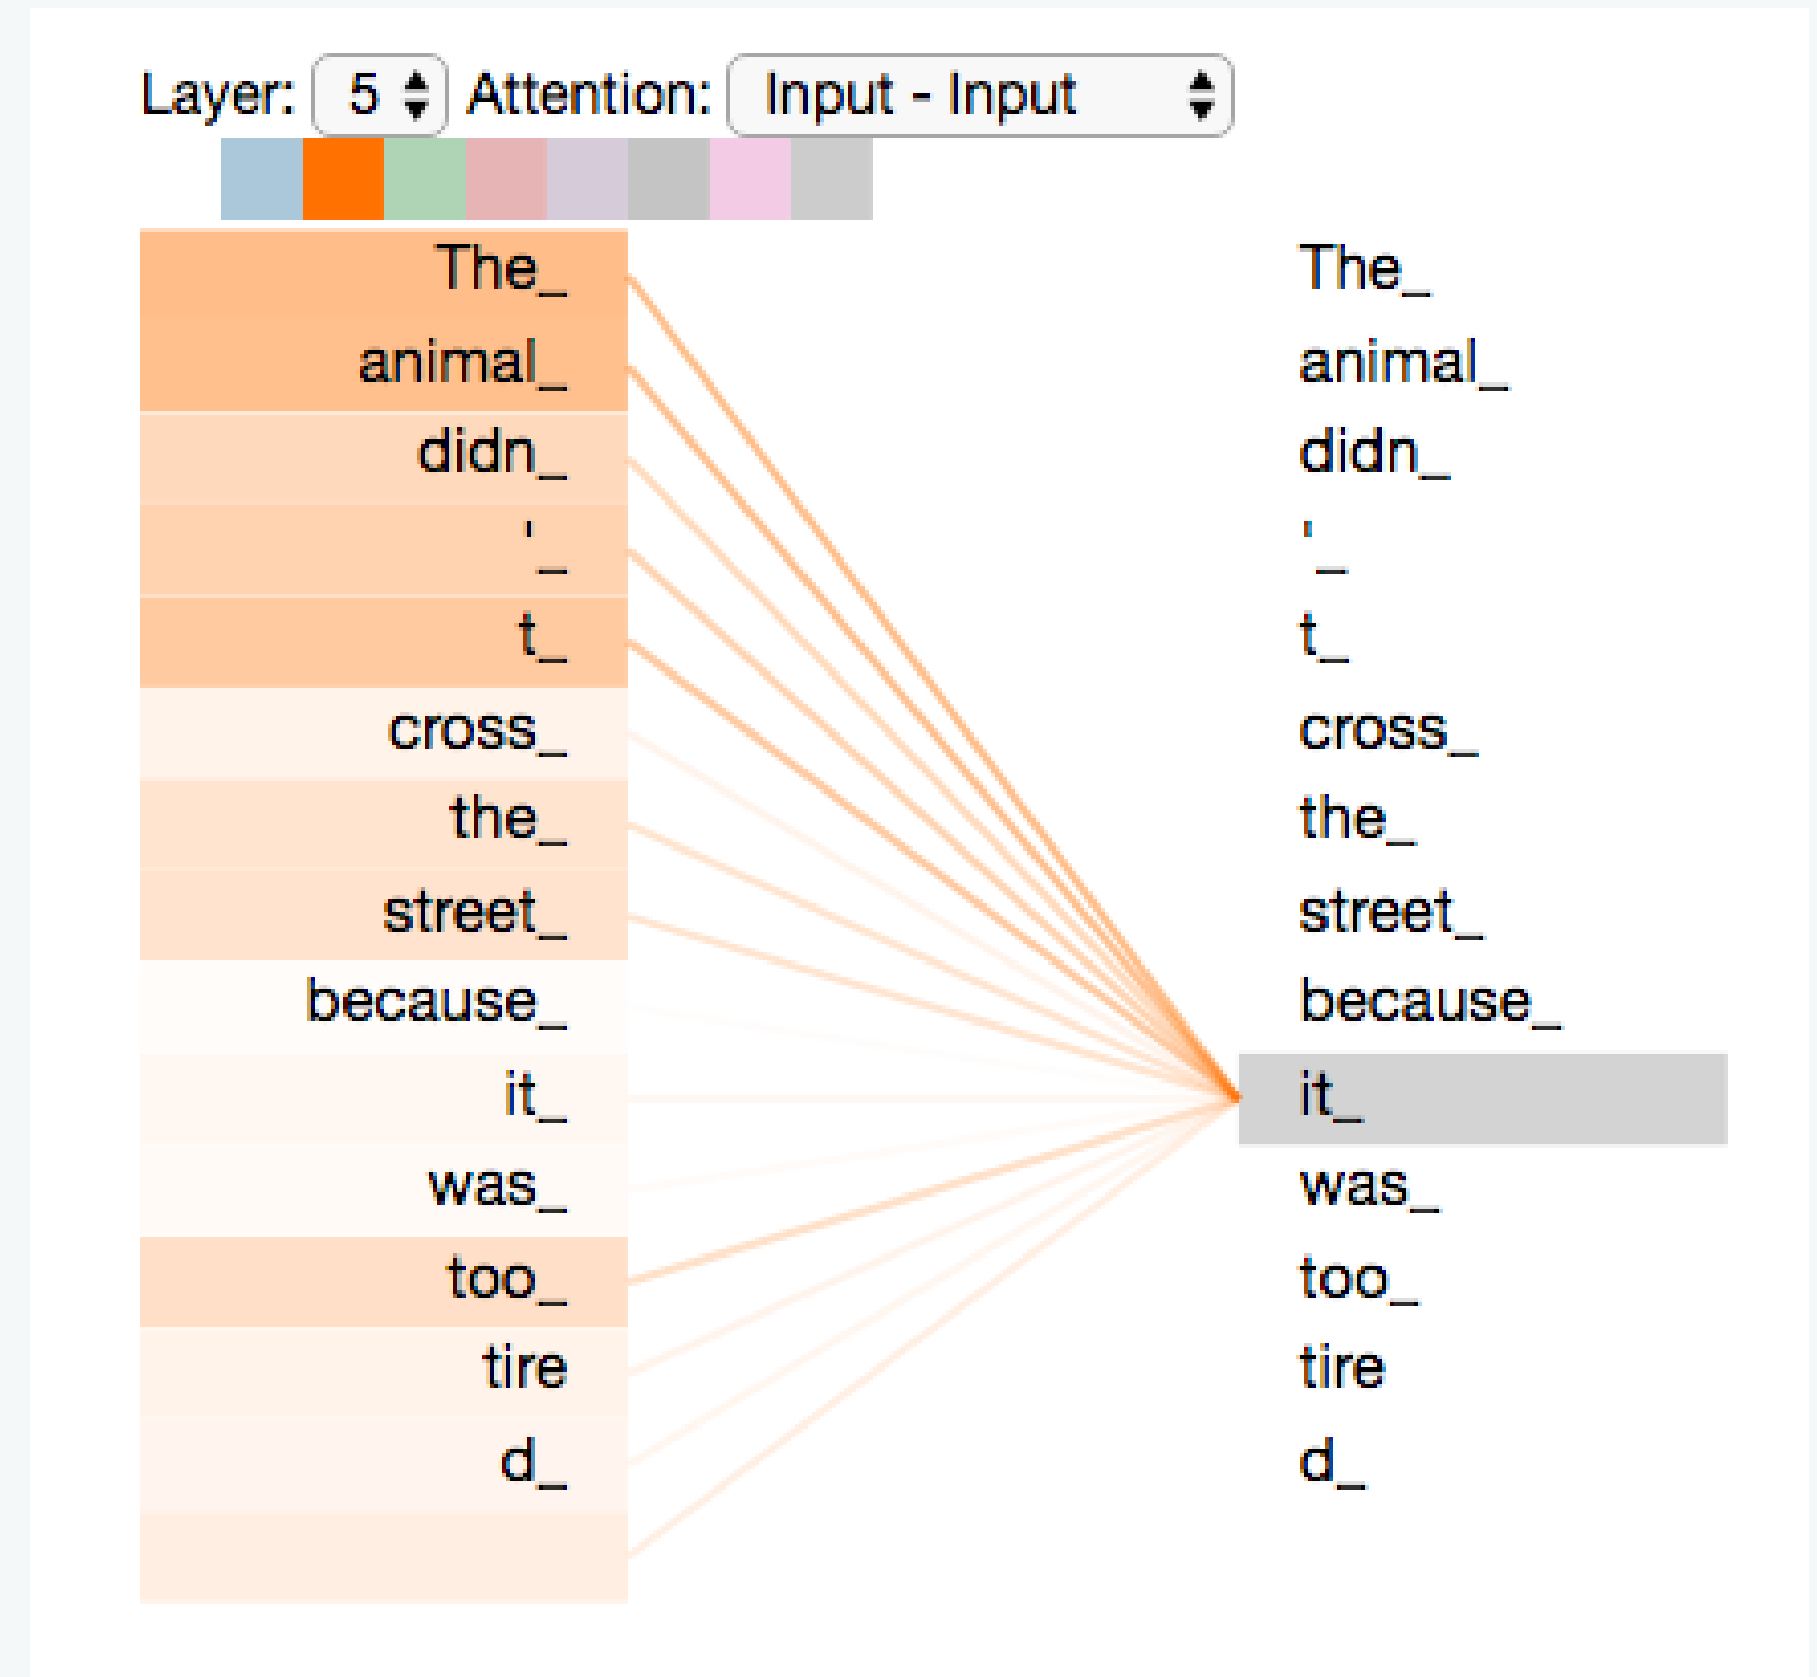 Layer: 5 Attention: Input - Input
The_ The_
animal_ animal_
didn_ didn_
'_ '_
t_ t_
cross_ cross_
the_ the_
street_ street_
because_ because_
it_ it_
was_ was_
too_ too_
tire tire
d_ d_